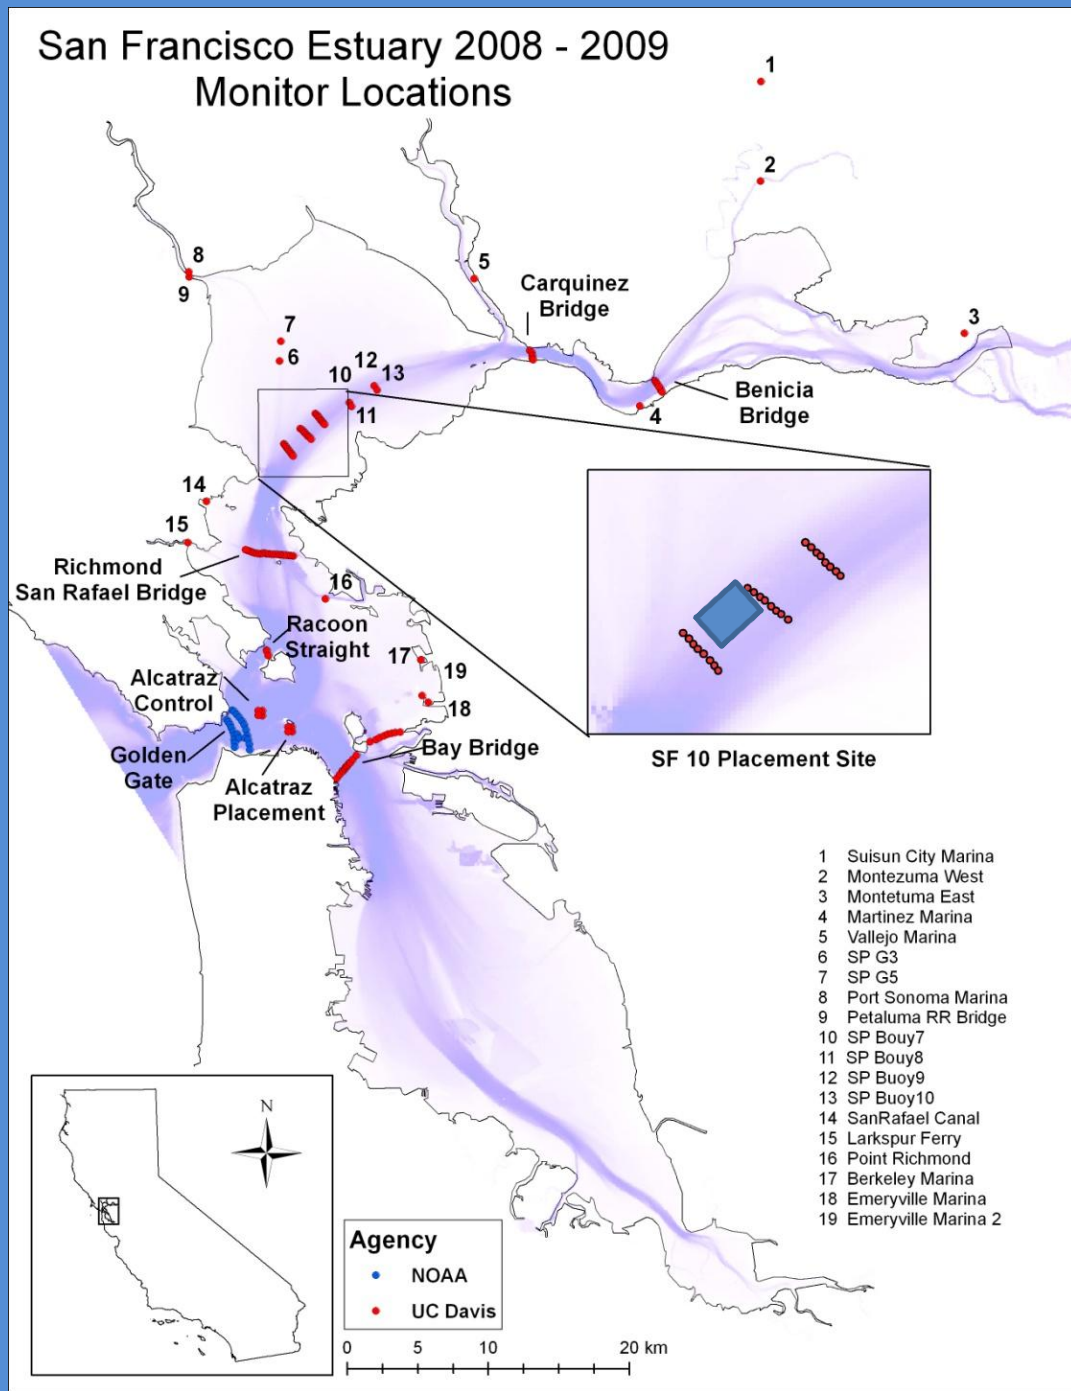 San Francisco Estuary 2008 - 2009
Monitor Locations
1
2
8
9
5
Carquinez
Bridge
7
6
3
12
10
13
11
4
Benicia
Bridge
14
15
Richmond
San Rafael Bridge
16
Racoon
Straight
17
19
18
Alcatraz
Control
Golden
Gate
Alcatraz
Placement
Bay Bridge
SF 10 Placement Site
1 Suisun City Marina
2 Montezuma West
3 Montetuma East
4 Martinez Marina
5 Vallejo Marina
6 SP G3
7 SP G5
8 Port Sonoma Marina
9 Petaluma RR Bridge
10 SP Bouy7
11 SP Bouy8
12 SP Buoy9
13 SP Buoy10
14 SanRafael Canal
15 Larkspur Ferry
16 Point Richmond
17 Berkeley Marina
18 Emeryville Marina
19 Emeryville Marina 2
N
Agency
NOAA
UC Davis
0 5 10 20 km